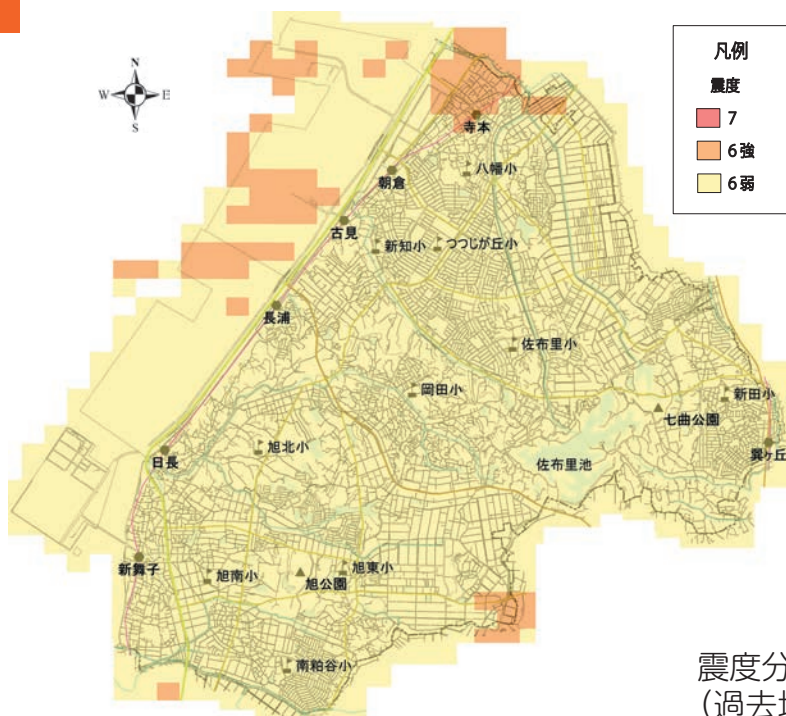 N
W E
S
凡例
震度
7
6強
6弱
寺本
八幡小
朝倉
古見
新知小
つつじが丘小
長浦
佐布里小
岡田小
新田小
七曲公園
旭北小
日長
佐布里池
巽ヶ丘
新舞子
旭南小
旭公園
旭東小
南粕谷小
震度分
(過去地